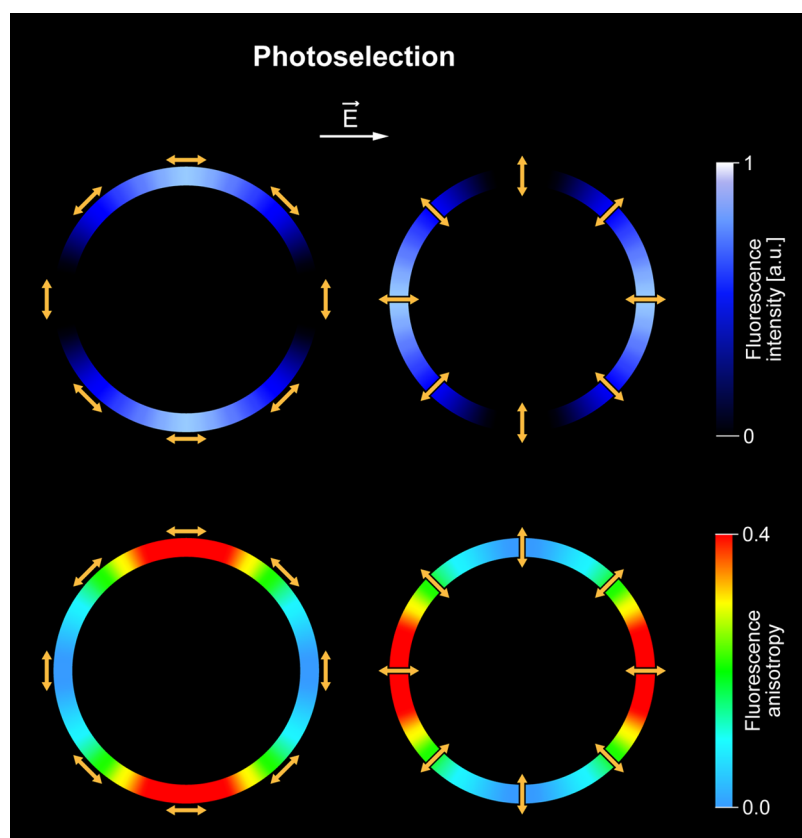 Photoselection
E
1
Fluorescence
intensity [a.u.]
0
0.4
Fluorescence
anisotropy
0.0